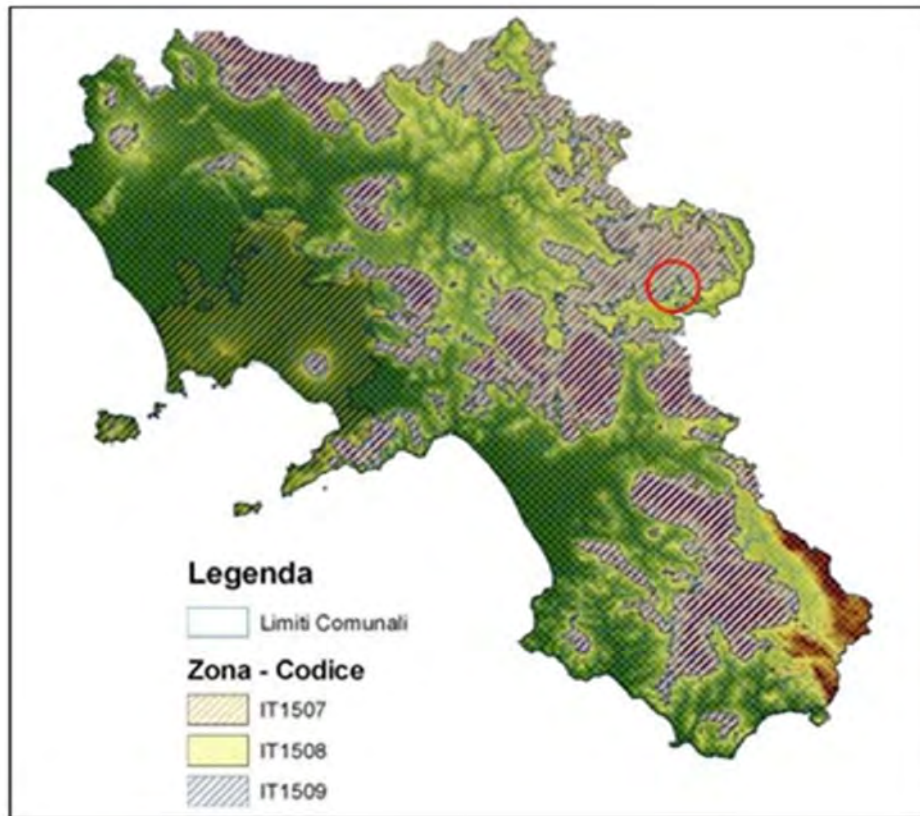 Legenda
Limiti Comunali
Zona - Codice
IT1507
IT1508
IT1509